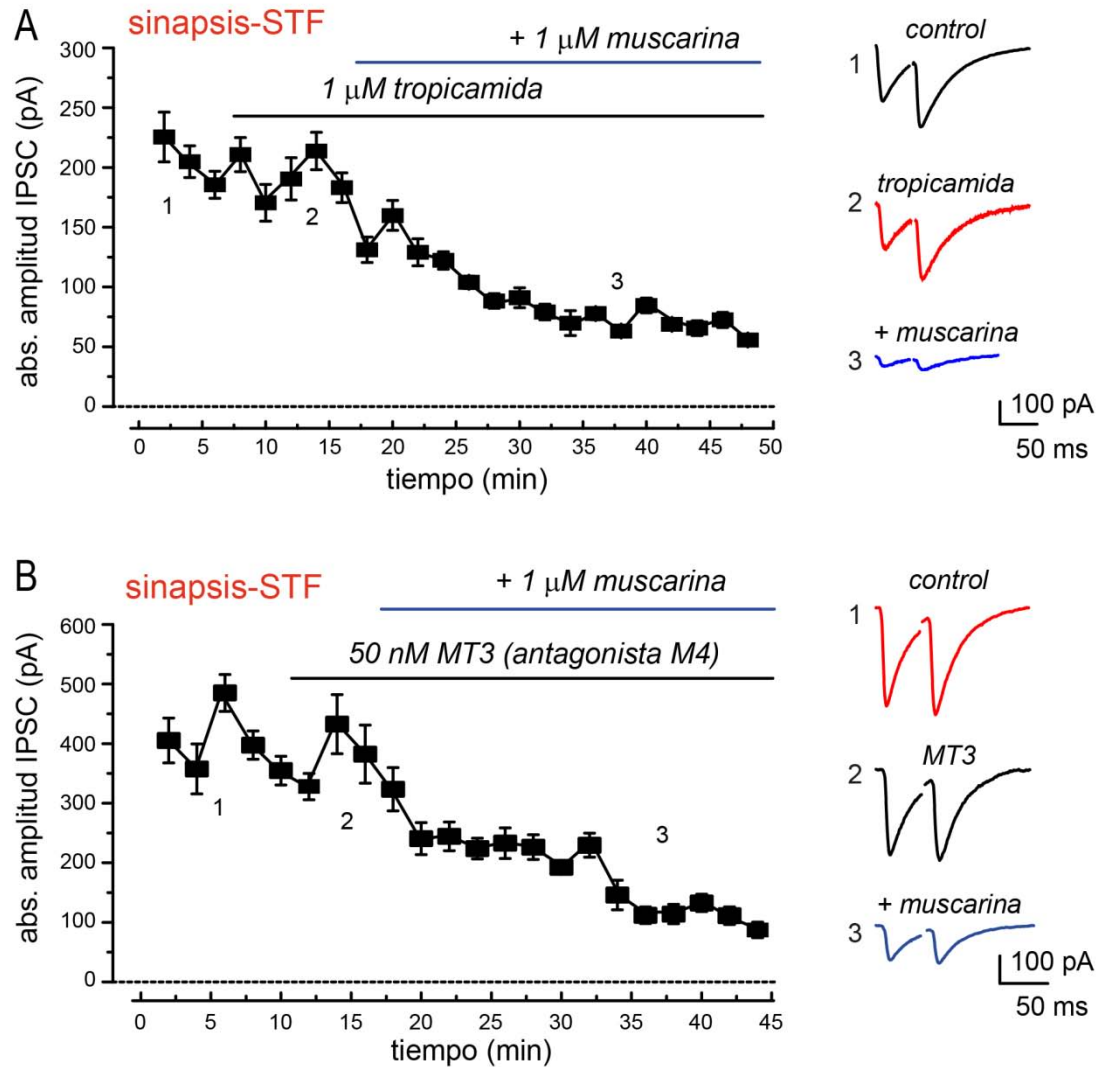 A
sinapsis-STF
+ 1 μM muscarina
1 μM tropicamida
abs. amplitud IPSC (pA)
300
250
200
150
100
50
0
1
2
3
0 5 10 15 20 25 30 35 40 45 50
tiempo (min)
control
1
tropicamida
2
+ muscarina
3
100 pA
50 ms
B
sinapsis-STF
+ 1 μM muscarina
50 nM MT3 (antagonista M4)
abs. amplitud IPSC (pA)
600
500
400
300
200
100
0
1
2
3
0 5 10 15 20 25 30 35 40 45
tiempo (min)
control
1
MT3
2
+ muscarina
3
100 pA
50 ms